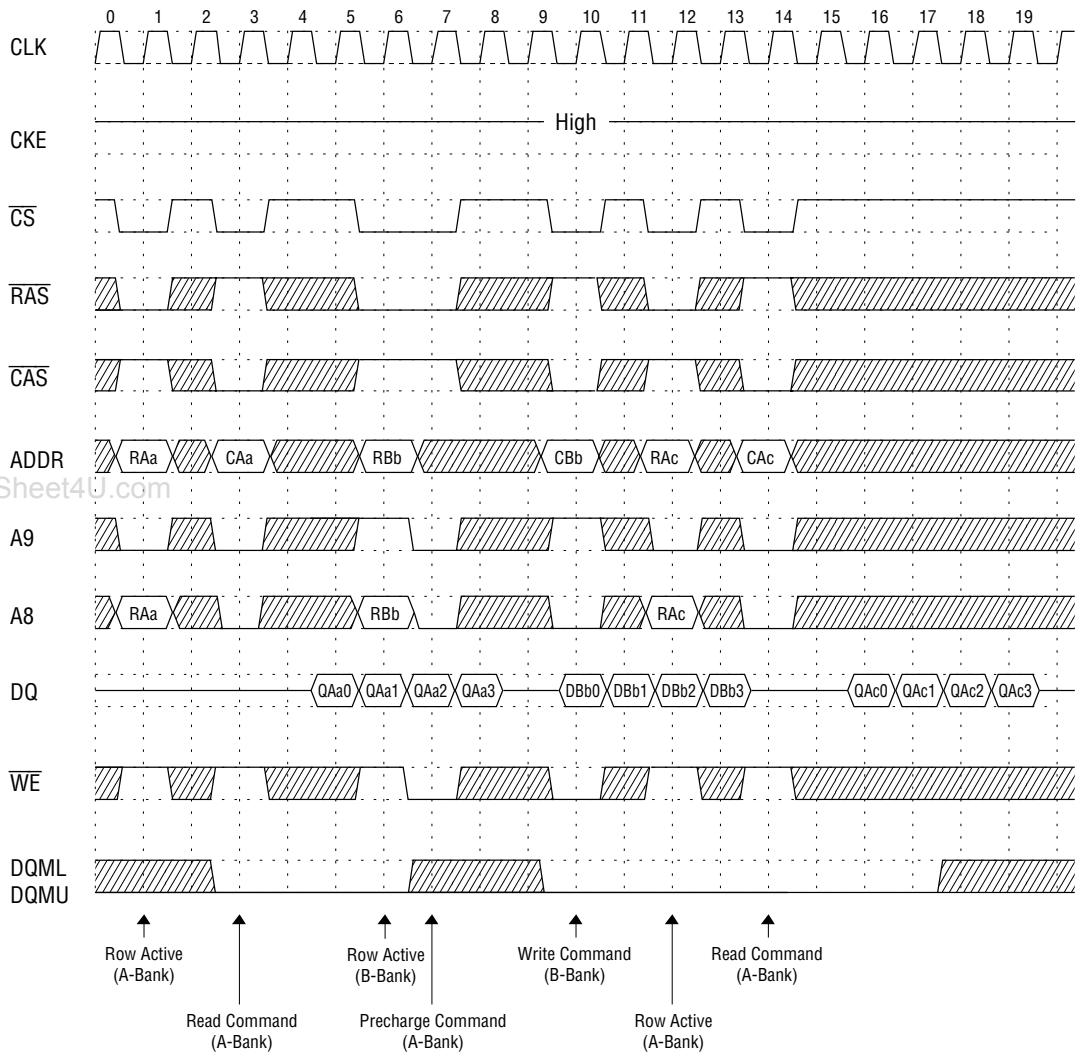 0 1 2 3 4 5 6 7 8 9 10 11 12 13 14 15 16 17 18 19
CLK
CKE High
CS
RAS
CAS
ADDR RAa CAa RBb CBb RAc CAc
Sheet4U.com
A9
A8 RAa RBb RAc
DQ QAa0 QAa1 QAa2 QAa3 DBb0 DBb1 DBb2 DBb3 QAc0 QAc1 QAc2 QAc3
WE
DQML
DQMU
Row Active
(A-Bank)
Row Active
(B-Bank)
Write Command
(B-Bank)
Read Command
(A-Bank)
Read Command
(A-Bank)
Precharge Command
(A-Bank)
Row Active
(A-Bank)